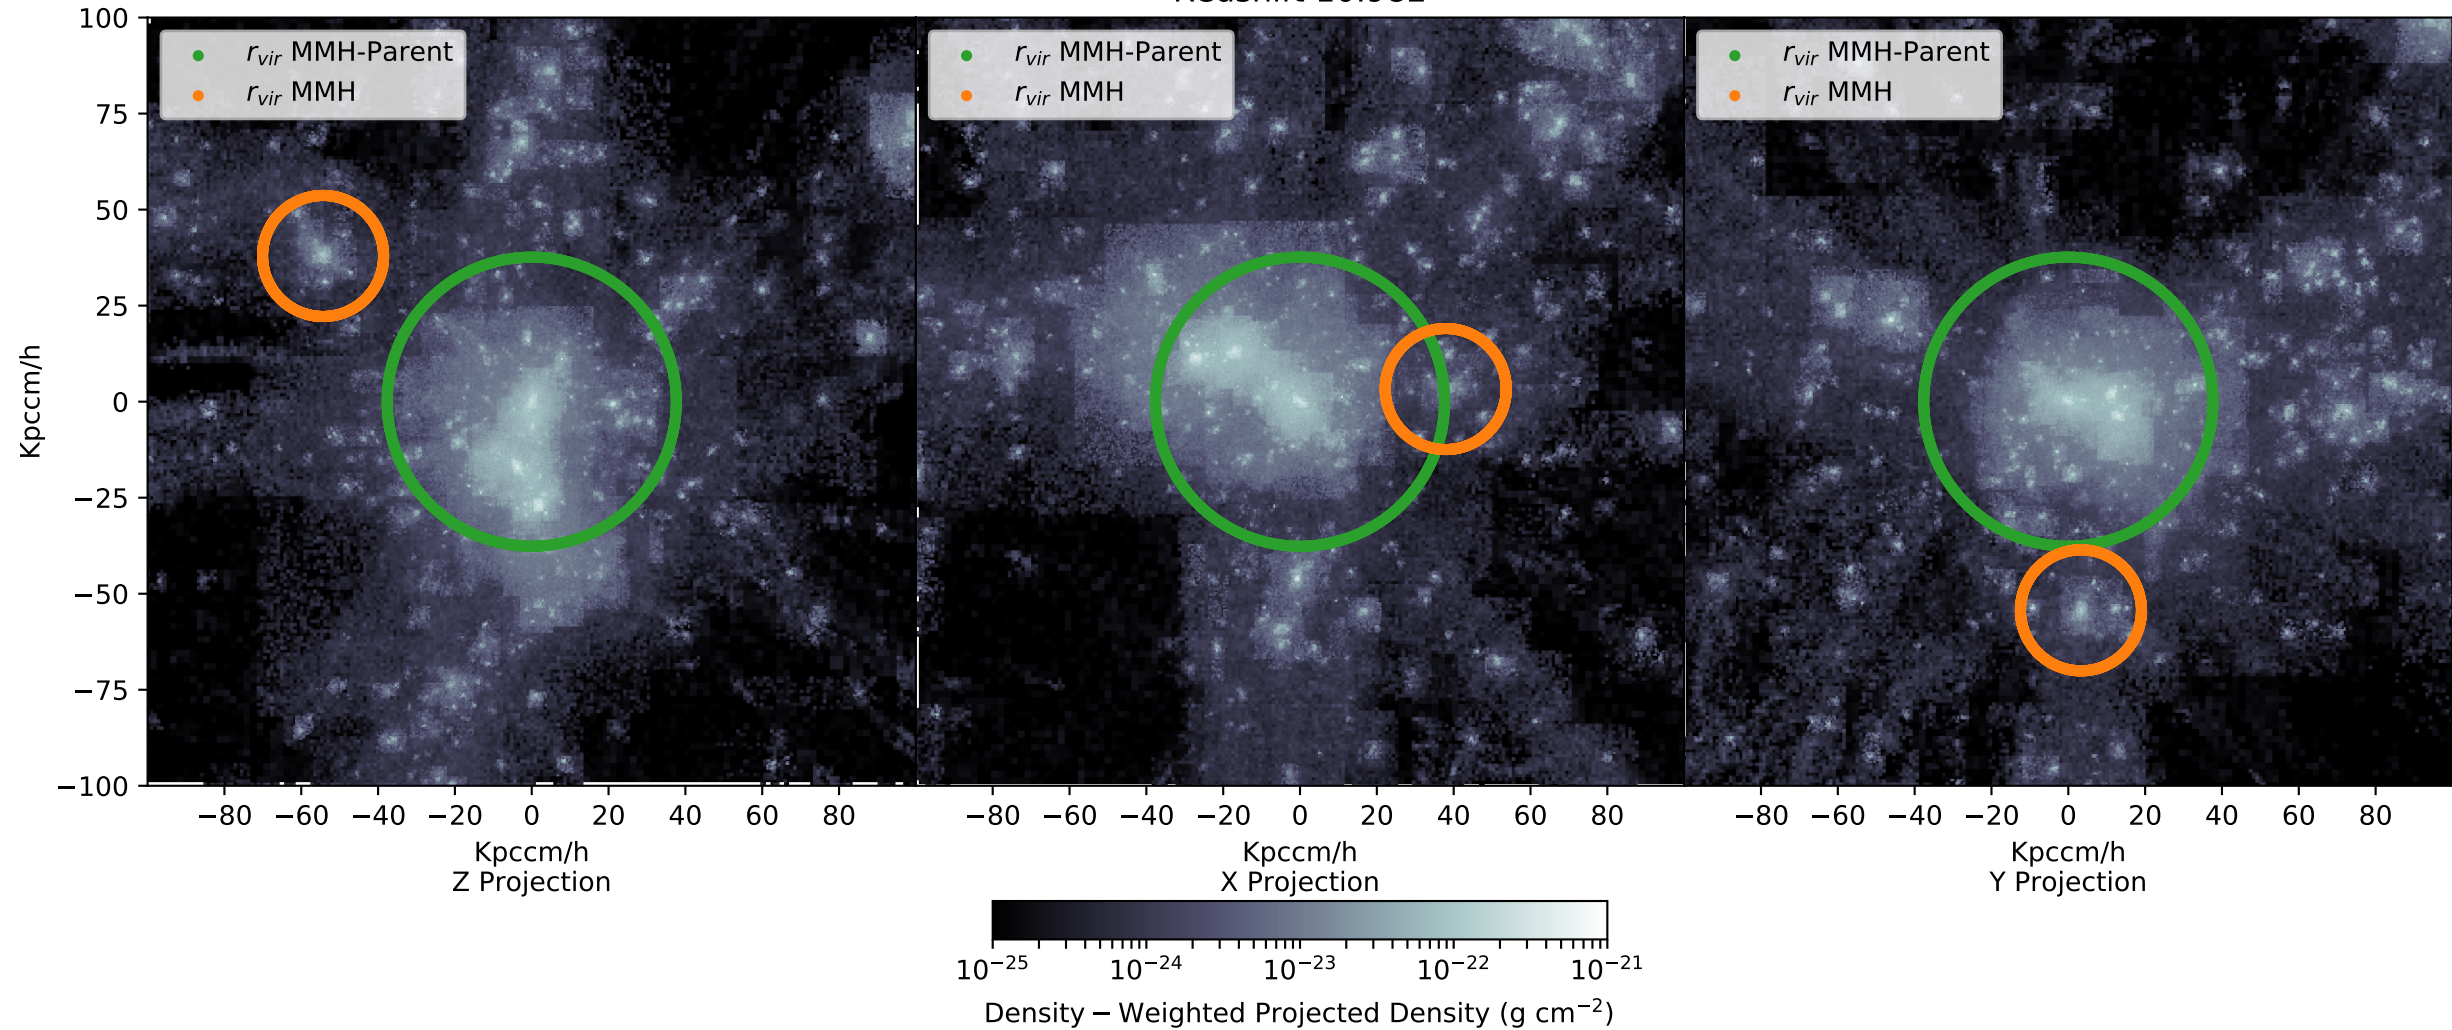 r_vir MMH-Parent
r_vir MMH
r_vir MMH-Parent
r_vir MMH
r_vir MMH-Parent
r_vir MMH
100
75
50
25
0
−25
−50
−75
−100
Kpccm/h
−80 −60 −40 −20 0 20 40 60 80
−80 −60 −40 −20 0 20 40 60 80
−80 −60 −40 −20 0 20 40 60 80
Kpccm/h
Z Projection
Kpccm/h
X Projection
Kpccm/h
Y Projection
10⁻²⁵ 10⁻²⁴ 10⁻²³ 10⁻²² 10⁻²¹
Density − Weighted Projected Density (g cm⁻²)